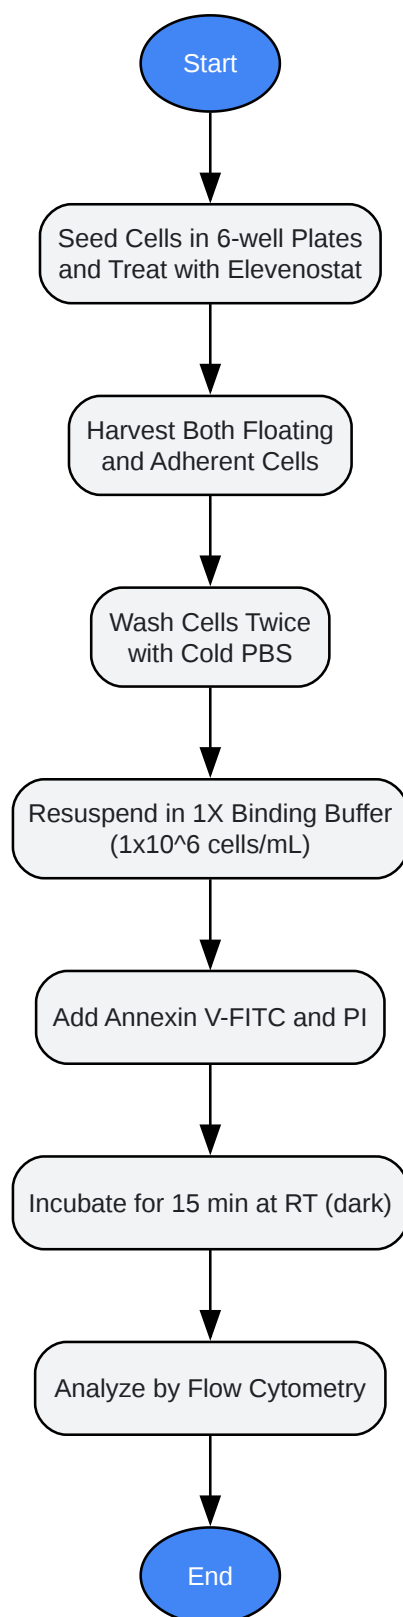 Start
Seed Cells in 6-well Plates
and Treat with Elevenostat
Harvest Both Floating
and Adherent Cells
Wash Cells Twice
with Cold PBS
Resuspend in 1X Binding Buffer
(1x10^6 cells/mL)
Add Annexin V-FITC and PI
Incubate for 15 min at RT (dark)
Analyze by Flow Cytometry
End